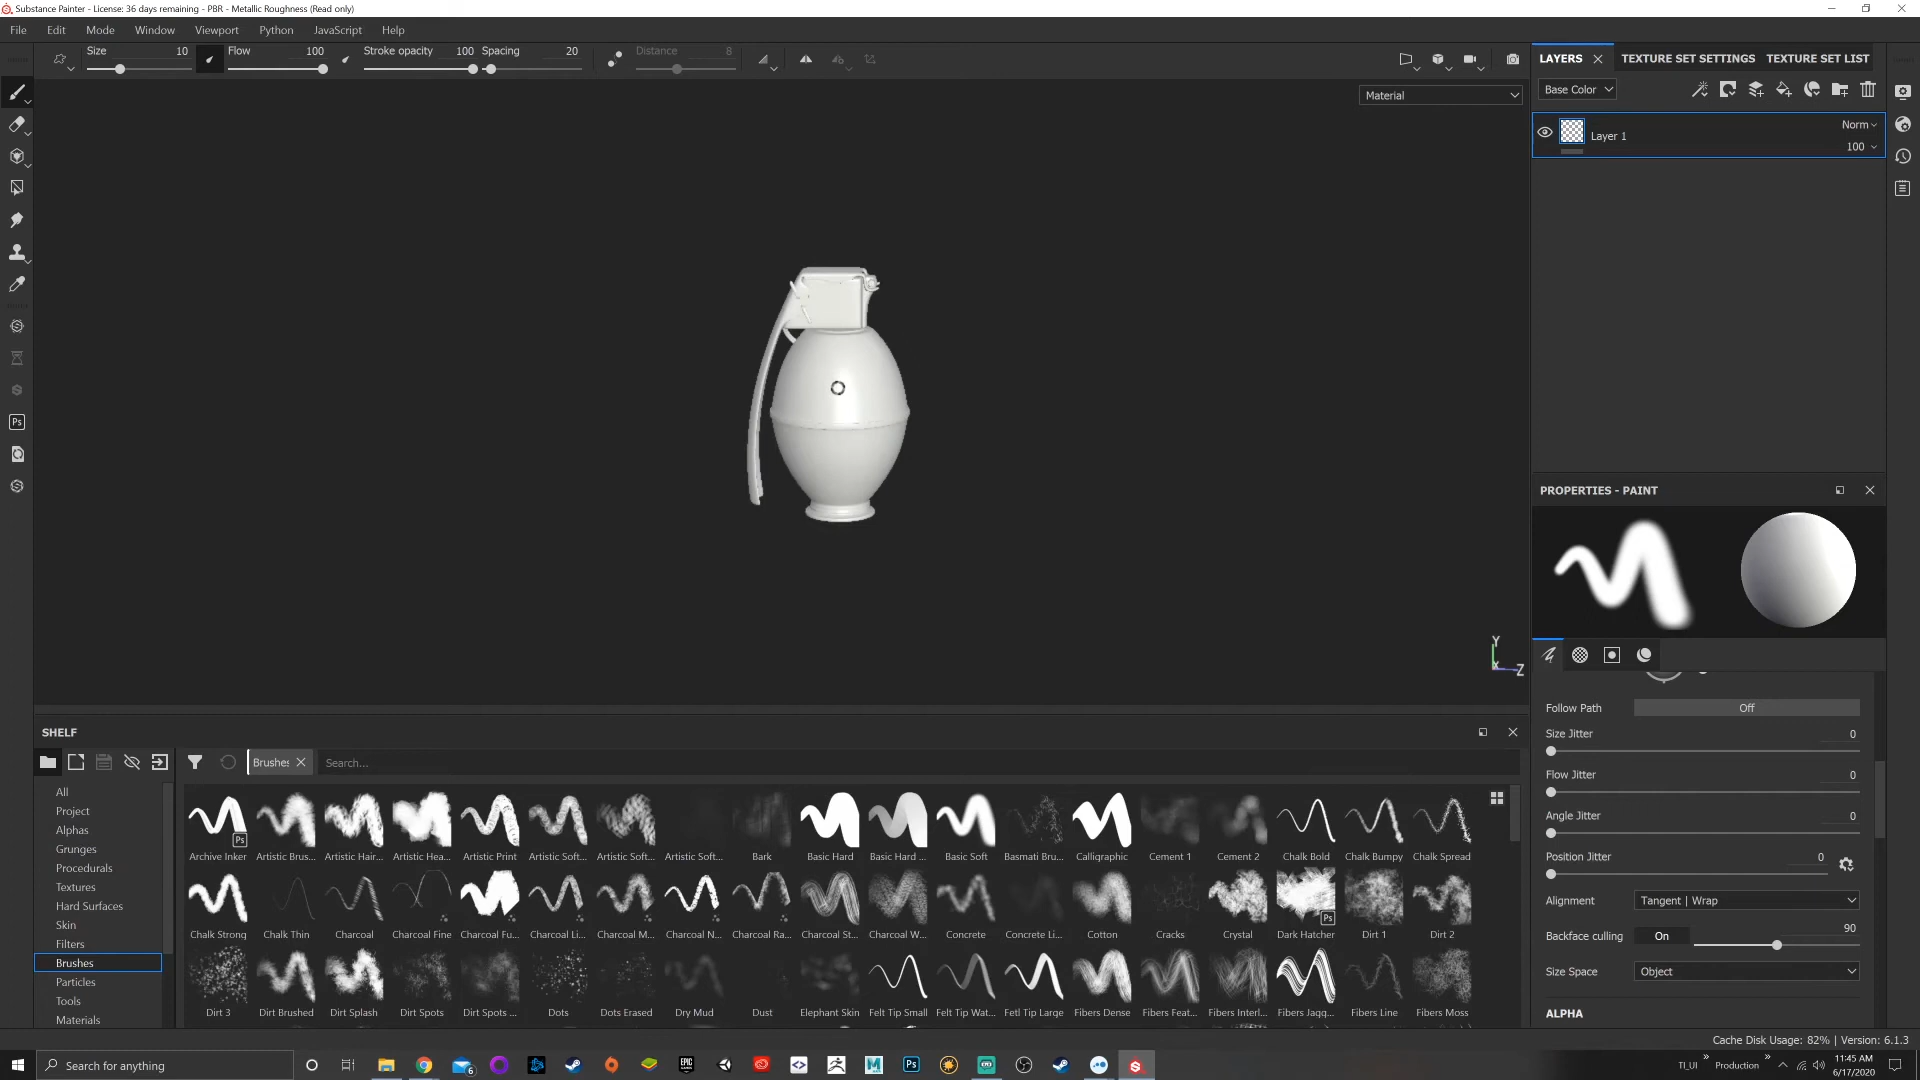 Substance Painter - License: 36 days remaining - PBR - Metallic Roughness (Read only)
File Edit Mode Window Viewport Python JavaScript Help
Size 10 Flow 100 Stroke opacity 100 Spacing 20 Distance 8
LAYERS TEXTURE SET SETTINGS TEXTURE SET LIST
Base Color
Material
Layer 1 Norm
100
PROPERTIES - PAINT
Y
X
Z
Follow Path Off
Size Jitter 0
Flow Jitter 0
Angle Jitter 0
Position Jitter 0
Alignment Tangent | Wrap
Backface culling On 90
Size Space Object
ALPHA
SHELF
Brushes Search...
All
Project
Alphas
Grunges
Procedurals
Textures
Hard Surfaces
Skin
Filters
Brushes
Particles
Tools
Materials
Ps
Archive Inker Artistic Brus... Artistic Hair... Artistic Hea... Artistic Print Artistic Soft... Artistic Soft... Artistic Soft... Bark Basic Hard Basic Hard ... Basic Soft Basmati Bru... Calligraphic Cement 1 Cement 2 Chalk Bold Chalk Bumpy Chalk Spread
Ps
Chalk Strong Chalk Thin Charcoal Charcoal Fine Charcoal Fu... Charcoal Li... Charcoal M... Charcoal N... Charcoal Ra... Charcoal St... Charcoal W... Concrete Concrete Li... Cotton Cracks Crystal Dark Hatcher Dirt 1 Dirt 2
Dirt 3 Dirt Brushed Dirt Splash Dirt Spots Dirt Spots ... Dots Dots Erased Dry Mud Dust Elephant Skin Felt Tip Small Felt Tip Wat... Fetl Tip Large Fibers Dense Fibers Feat... Fibers Interl... Fibers Jagg... Fibers Line Fibers Moss
Ps
Cache Disk Usage: 82% | Version: 6.1.3
Search for anything
6
EPIC GAMES
M
Ps
TI_UI » Production »
11:45 AM
6/17/2020